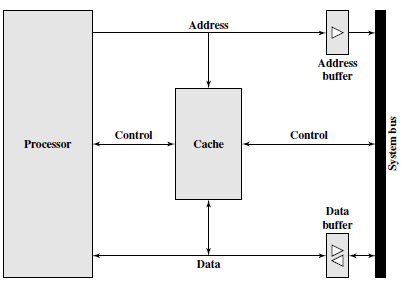 Address
Address
buffer
Processor
Control
Cache
Control
System bus
Data
buffer
Data